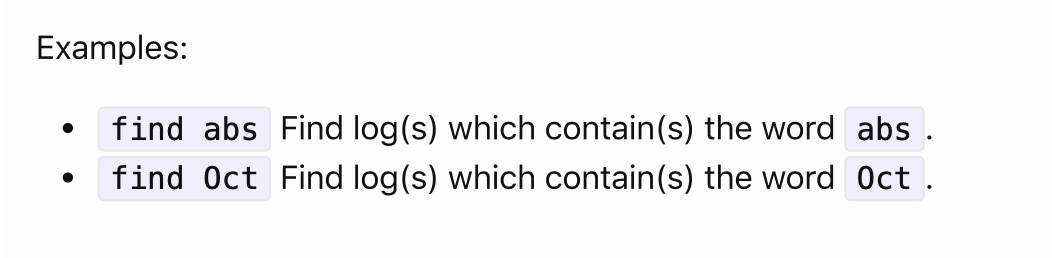 Examples:
• find abs Find log(s) which contain(s) the word abs.
• find Oct Find log(s) which contain(s) the word Oct.